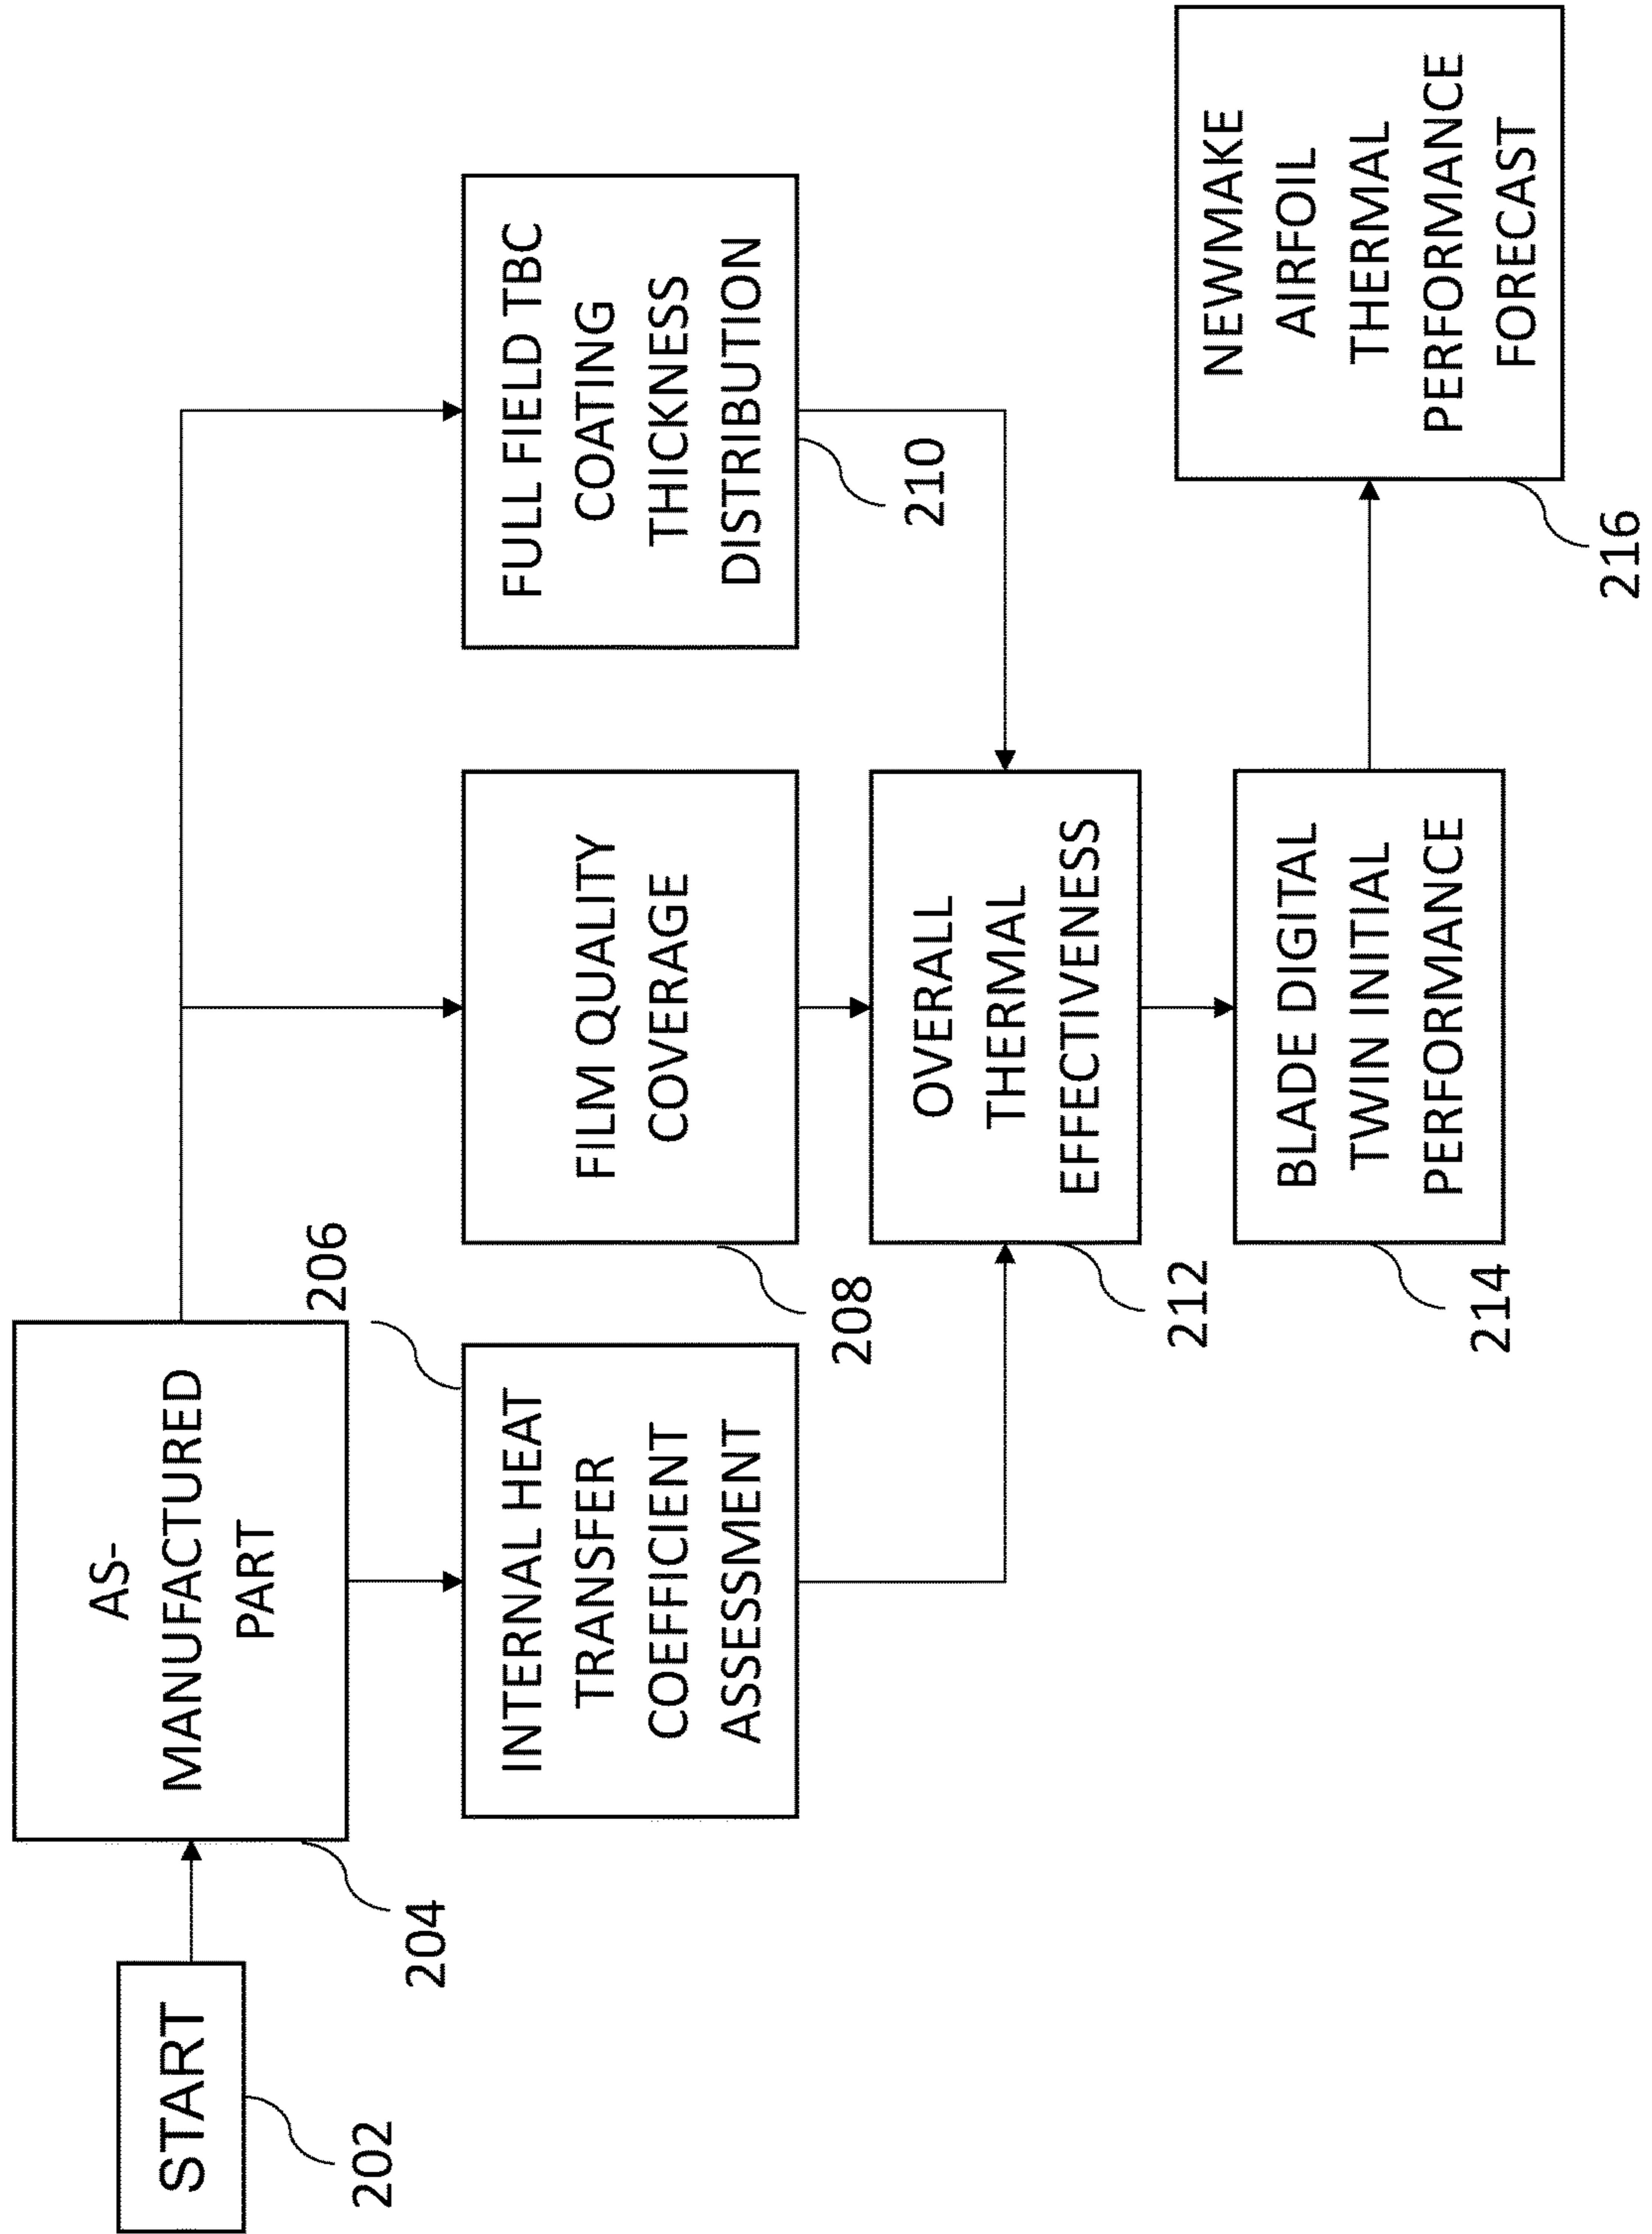 START
202
AS-
MANUFACTURED
PART
204
206
INTERNAL HEAT
TRANSFER
COEFFICIENT
ASSESSMENT
FILM QUALITY
COVERAGE
208
FULL FIELD TBC
COATING
THICKNESS
DISTRIBUTION
210
OVERALL
THERMAL
EFFECTIVENESS
212
BLADE DIGITAL
TWIN INITIAL
PERFORMANCE
214
NEWMAKE
AIRFOIL
THERMAL
PERFORMANCE
FORECAST
216